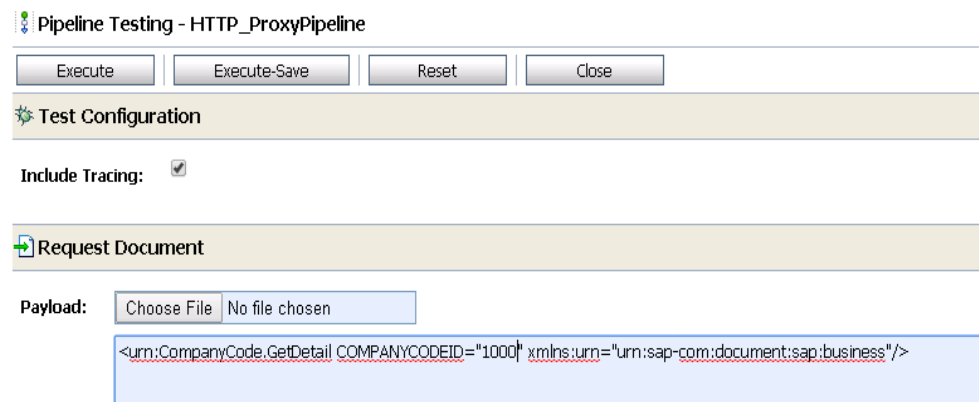 Pipeline Testing - HTTP_ProxyPipeline
Execute Execute-Save Reset Close
Test Configuration
Include Tracing:
Request Document
Payload: Choose File No file chosen
<urn:CompanyCode.GetDetail COMPANYCODEID="1000" xmlns:urn="urn:sap-com:document:sap:business"/>